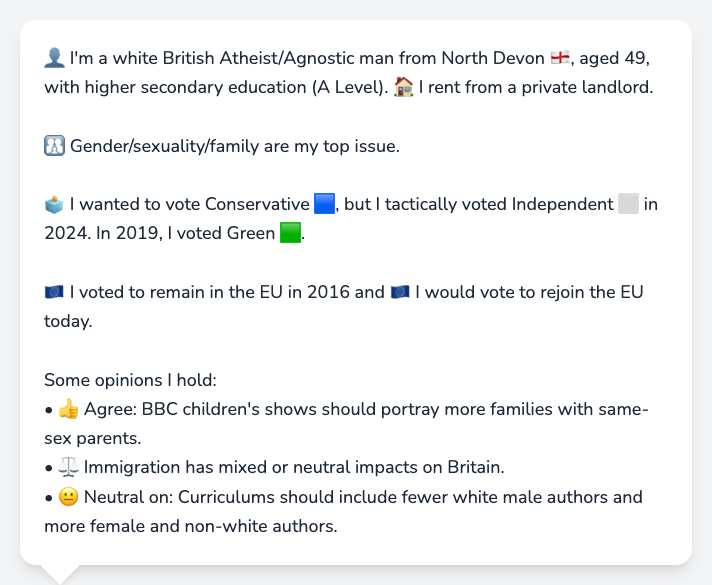 👤 I'm a white British Atheist/Agnostic man from North Devon 🏴󠁧󠁢󠁥󠁮󠁧󠁿, aged 49,
with higher secondary education (A Level). 🏠 I rent from a private landlord.
🚻 Gender/sexuality/family are my top issue.
🗳️ I wanted to vote Conservative 🟦, but I tactically voted Independent ⬜ in
2024. In 2019, I voted Green 🟩.
🇪🇺 I voted to remain in the EU in 2016 and 🇪🇺 I would vote to rejoin the EU
today.
Some opinions I hold:
• 👍 Agree: BBC children's shows should portray more families with same-
sex parents.
• ⚖️ Immigration has mixed or neutral impacts on Britain.
• 😐 Neutral on: Curriculums should include fewer white male authors and
more female and non-white authors.